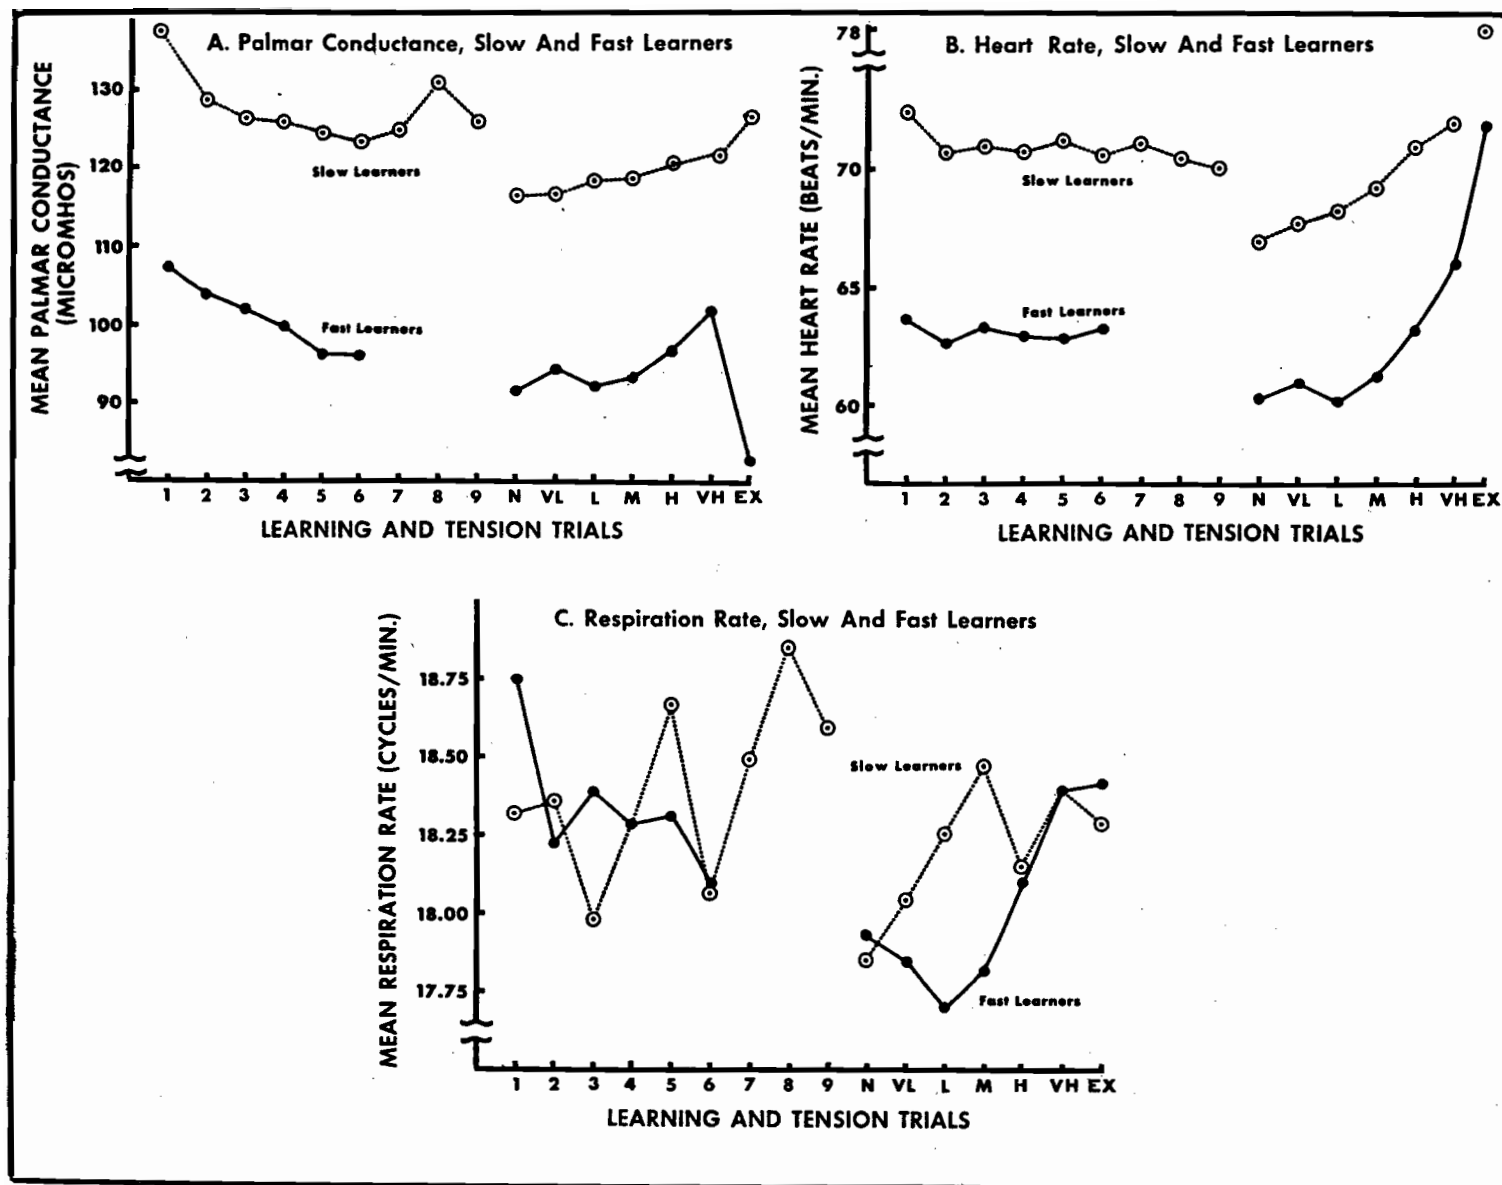 A. Palmar Conductance, Slow And Fast Learners
MEAN PALMAR CONDUCTANCE
(MICROMHOS)
130
120
110
100
90
Slow Learners
Fast Learners
1 2 3 4 5 6 7 8 9 N VL L M H VH EX
LEARNING AND TENSION TRIALS
B. Heart Rate, Slow And Fast Learners
MEAN HEART RATE (BEATS/MIN.)
78
70
65
60
Slow Learners
Fast Learners
1 2 3 4 5 6 7 8 9 N VL L M H VH EX
LEARNING AND TENSION TRIALS
C. Respiration Rate, Slow And Fast Learners
MEAN RESPIRATION RATE (CYCLES/MIN.)
18.75
18.50
18.25
18.00
17.75
Slow Learners
Fast Learners
1 2 3 4 5 6 7 8 9 N VL L M H VH EX
LEARNING AND TENSION TRIALS